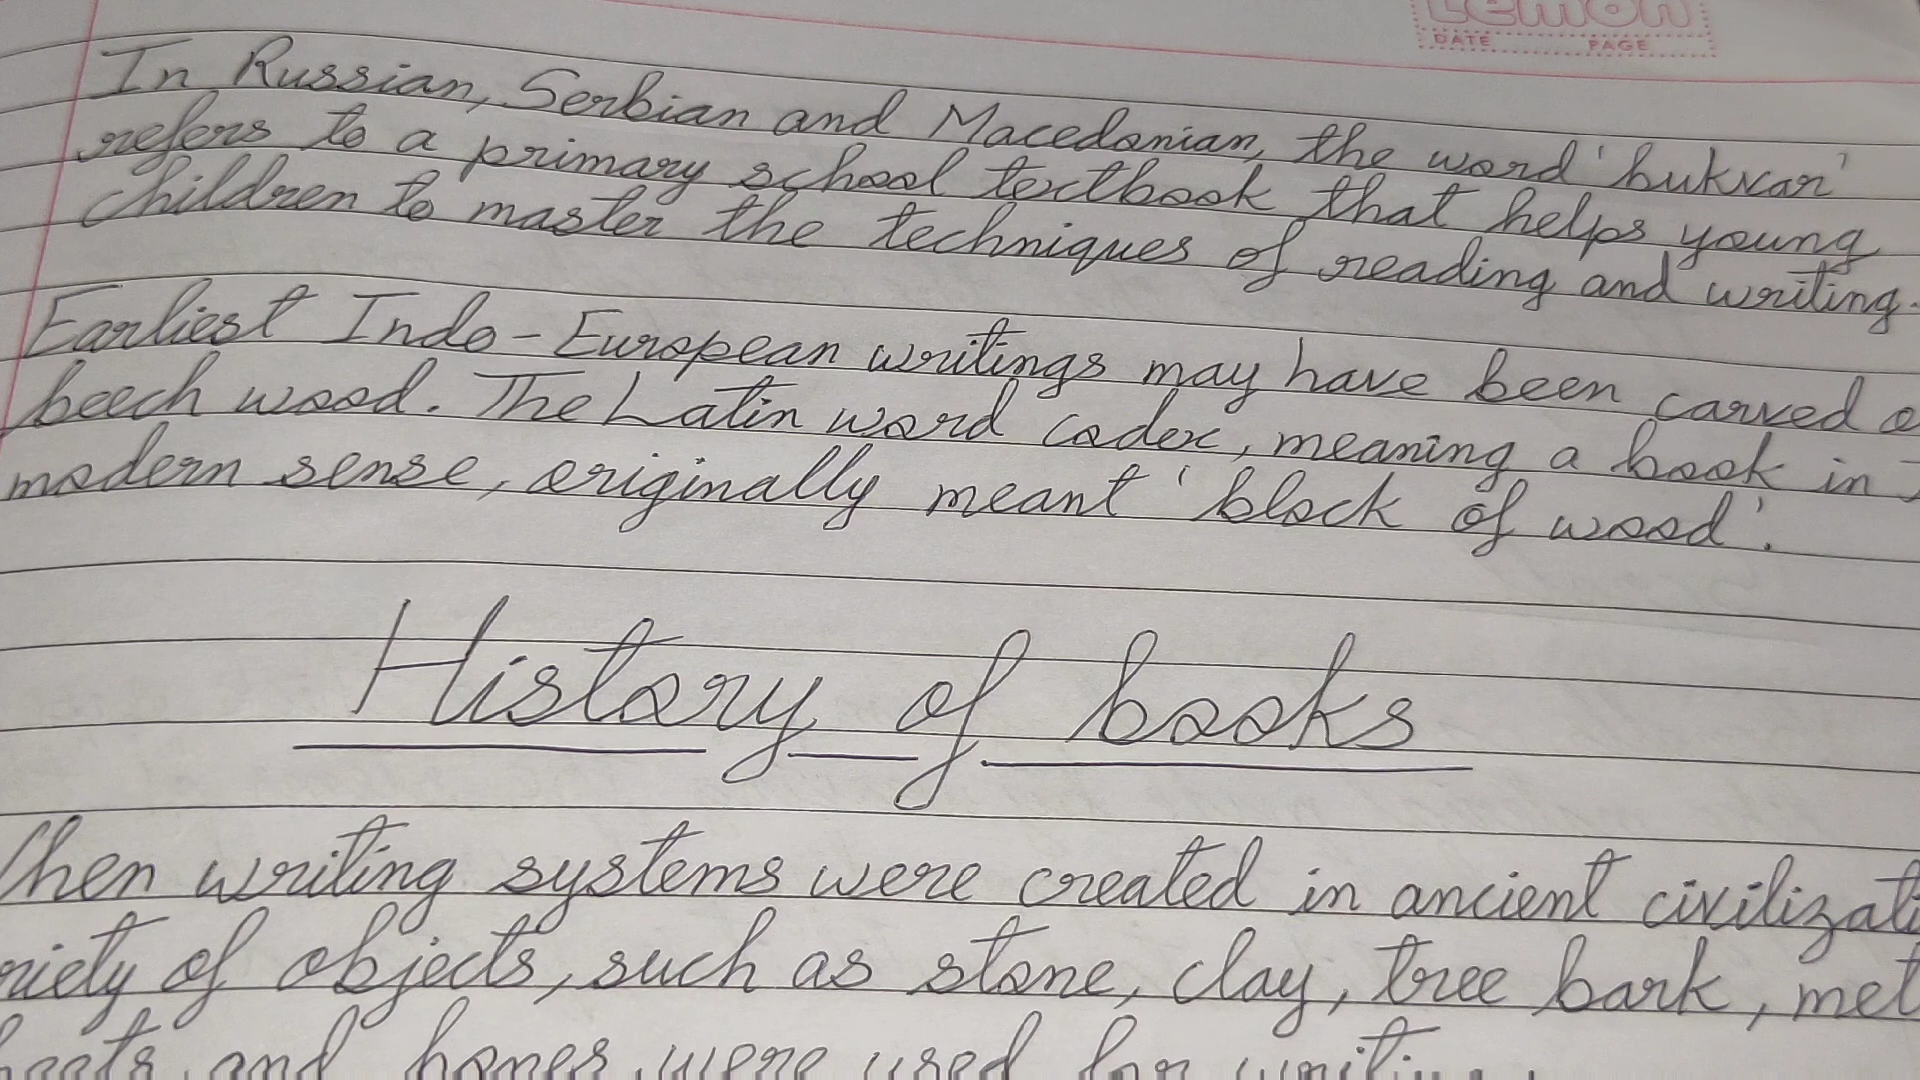 Lemon
DATE PAGE
In Russian, Serbian and Macedonian, the word 'bukvar'
refers to a primary school textbook that helps young
children to master the techniques of reading and writing.
Earliest Indo-European writings may have been carved
beech wood. The Latin word codex, meaning a book in
modern sense, originally meant 'block of wood'.
History of books
writing systems were created in ancient
of objects, such as stone, clay, tree bark,
and bones, were used for